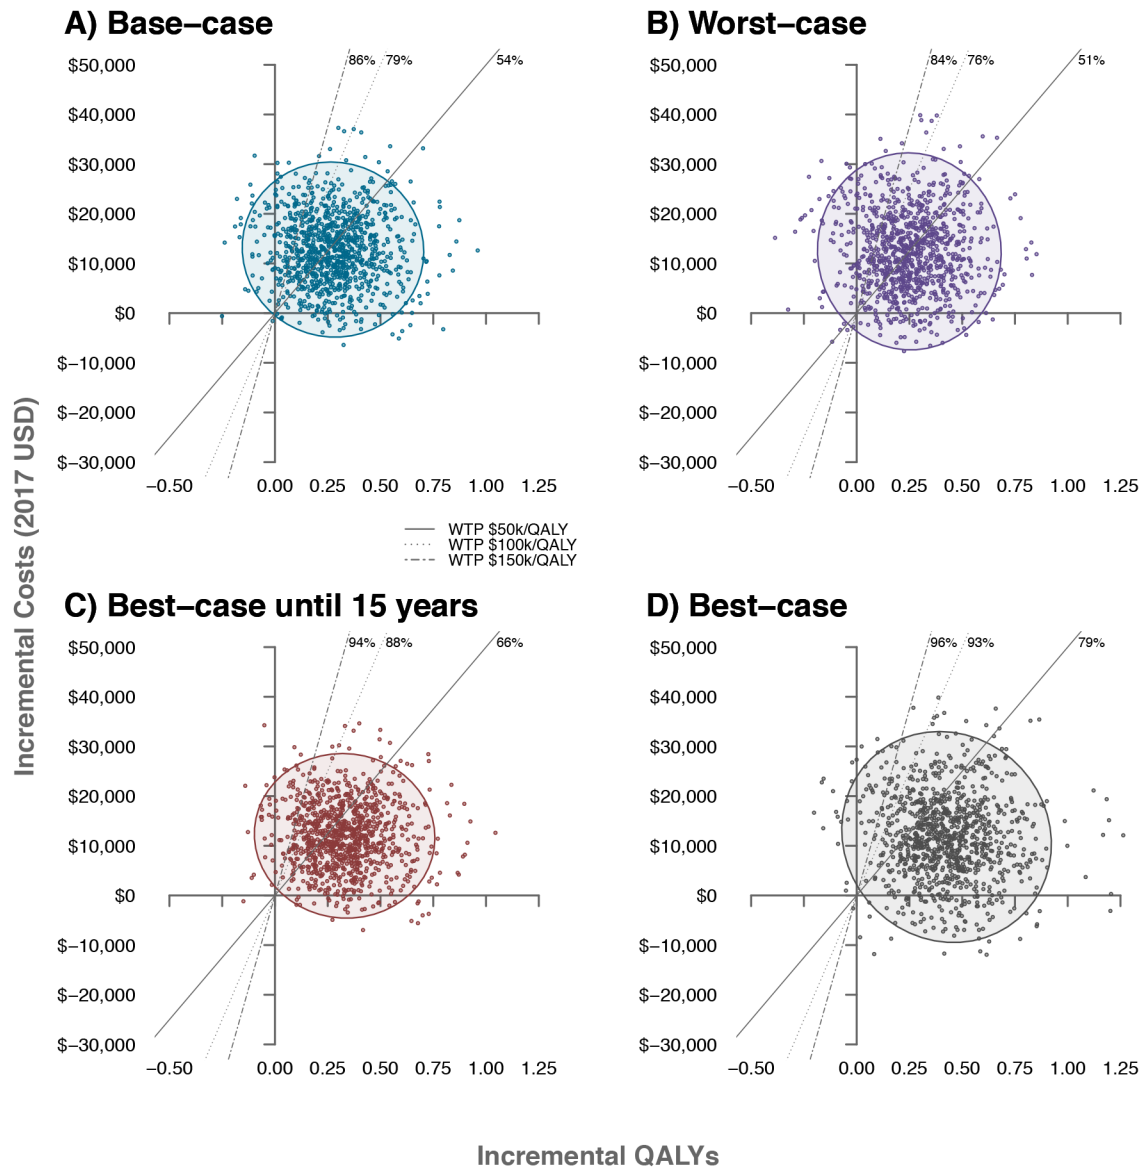 A) Base–case
86% 79% 54%
$50,000
$40,000
$30,000
$20,000
$10,000
$0
$−10,000
$−20,000
$−30,000
−0.50 0.00 0.25 0.50 0.75 1.00 1.25
B) Worst–case
84% 76% 51%
$50,000
$40,000
$30,000
$20,000
$10,000
$0
$−10,000
$−20,000
$−30,000
−0.50 0.00 0.25 0.50 0.75 1.00 1.25
Incremental Costs (2017 USD)
WTP $50k/QALY
WTP $100k/QALY
WTP $150k/QALY
C) Best–case until 15 years
94% 88% 66%
$50,000
$40,000
$30,000
$20,000
$10,000
$0
$−10,000
$−20,000
$−30,000
−0.50 0.00 0.25 0.50 0.75 1.00 1.25
D) Best–case
96% 93% 79%
$50,000
$40,000
$30,000
$20,000
$10,000
$0
$−10,000
$−20,000
$−30,000
−0.50 0.00 0.25 0.50 0.75 1.00 1.25
Incremental QALYs